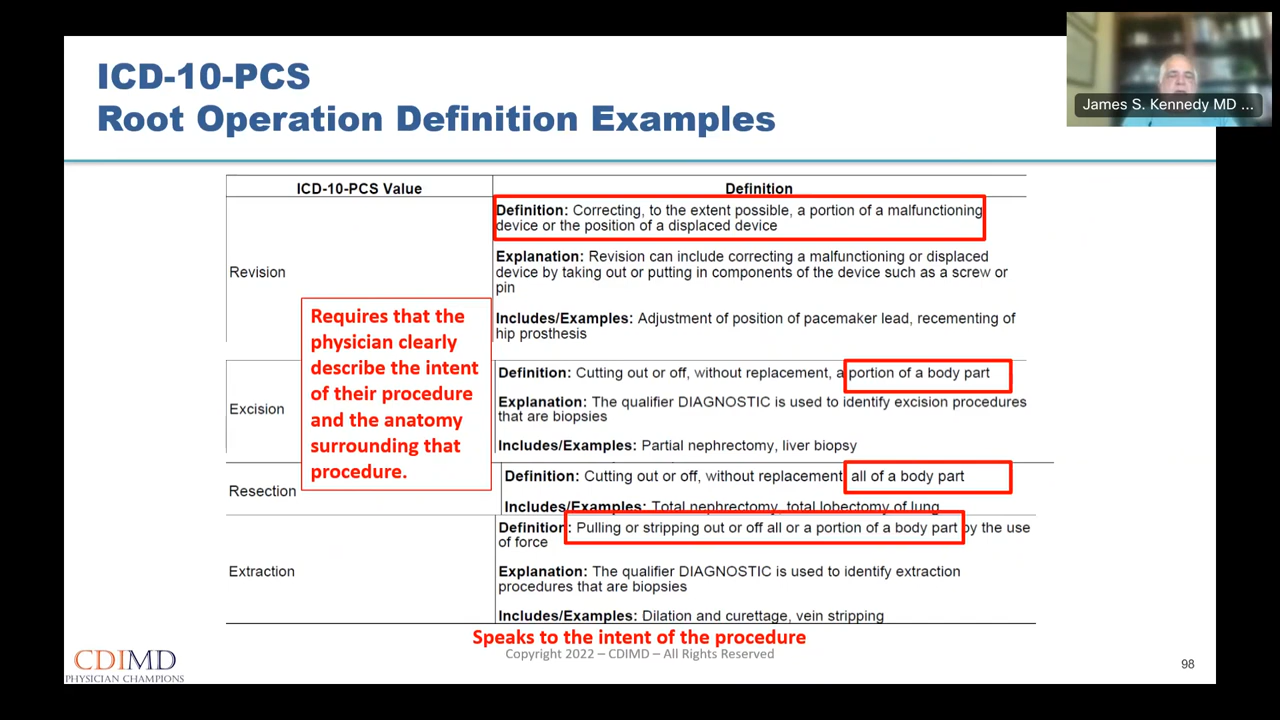 ICD-10-PCS
Root Operation Definition Examples
James S. Kennedy MD ...
ICD-10-PCS Value
Definition
Revision
Definition: Correcting, to the extent possible, a portion of a malfunctioning
device or the position of a displaced device
Explanation: Revision can include correcting a malfunctioning or displaced
device by taking out or putting in components of the device such as a screw or
pin
Includes/Examples: Adjustment of position of pacemaker lead, recementing of
hip prosthesis
Requires that the
physician clearly
describe the intent
of their procedure
and the anatomy
surrounding that
procedure.
Excision
Definition: Cutting out or off, without replacement, a portion of a body part
Explanation: The qualifier DIAGNOSTIC is used to identify excision procedures
that are biopsies
Includes/Examples: Partial nephrectomy, liver biopsy
Resection
Definition: Cutting out or off, without replacement, all of a body part
Includes/Examples: Total nephrectomy, total lobectomy of lung
Extraction
Definition: Pulling or stripping out or off all or a portion of a body part by the use
of force
Explanation: The qualifier DIAGNOSTIC is used to identify extraction
procedures that are biopsies
Includes/Examples: Dilation and curettage, vein stripping
Speaks to the intent of the procedure
Copyright 2022 – CDIMD – All Rights Reserved
CDIMD
PHYSICIAN CHAMPIONS
98